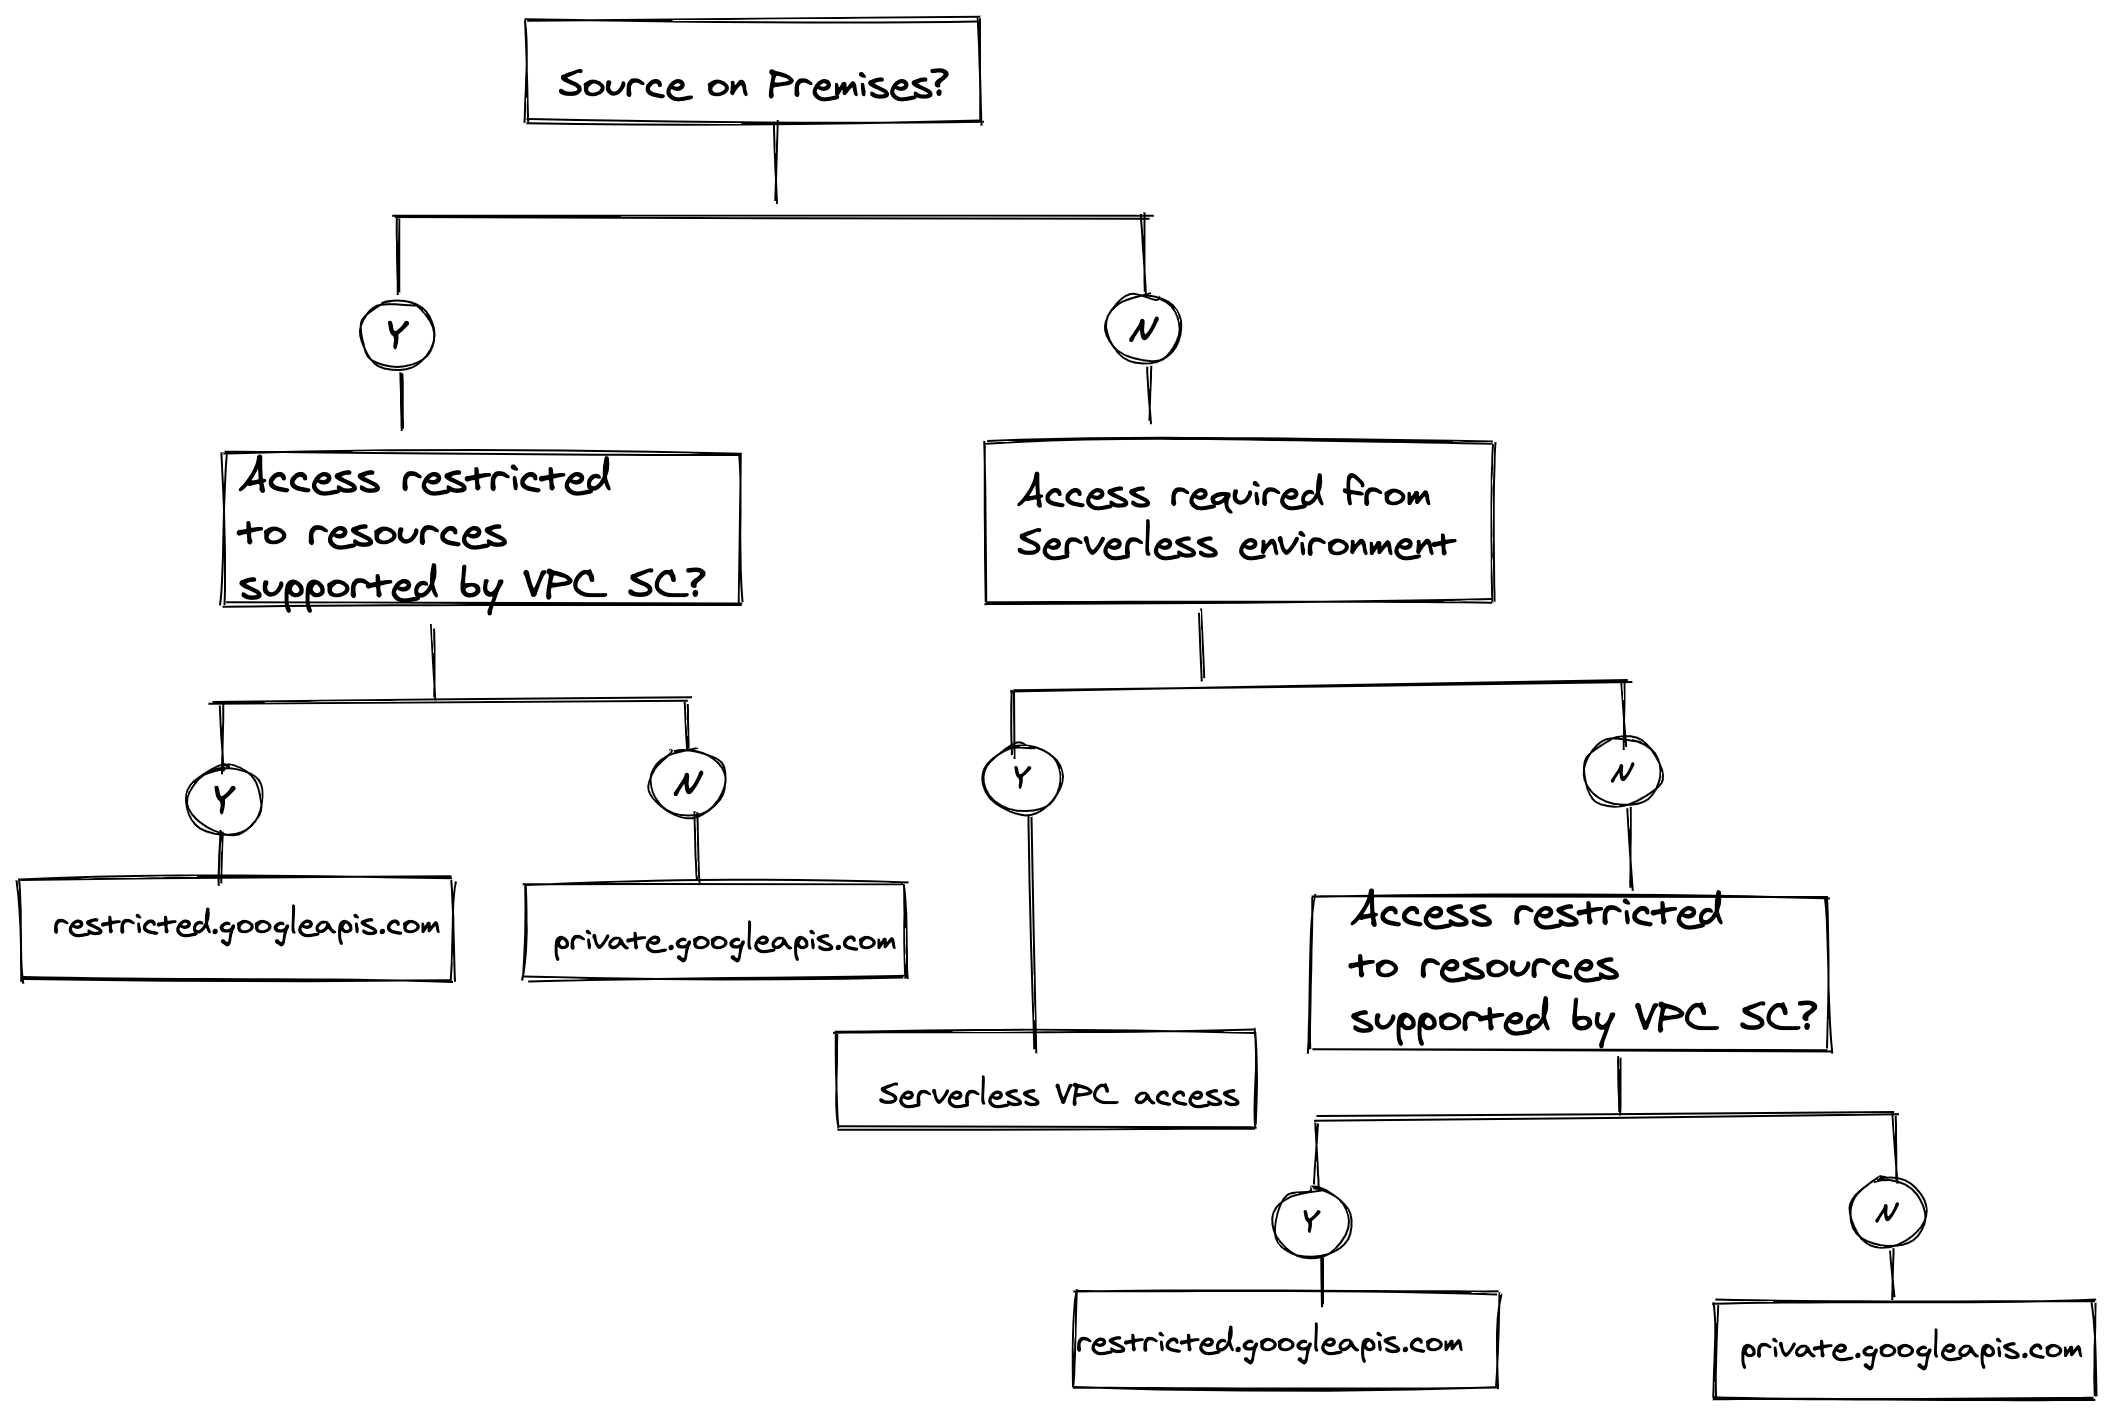 Source on Premises?
Y
N
Access restricted
to resources
supported by VPC SC?
Access required from
Serverless environment
Y
N
Y
N
restricted.googleapis.com
private.googleapis.com
Access restricted
to resources
supported by VPC SC?
Serverless VPC access
Y
N
restricted.googleapis.com
private.googleapis.com